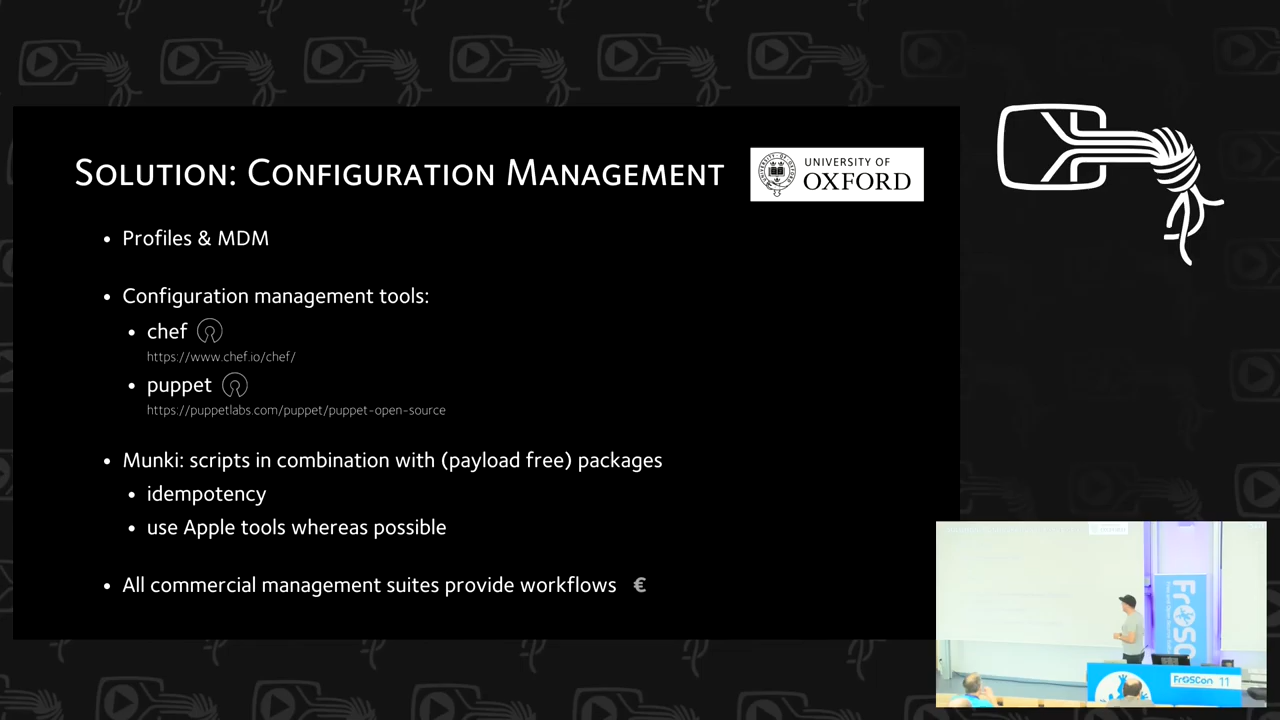 Solution: Configuration Management
UNIVERSITY OF
OXFORD
• Profiles & MDM
• Configuration management tools:
• chef
https://www.chef.io/chef/
• puppet
https://puppetlabs.com/puppet/puppet-open-source
• Munki: scripts in combination with (payload free) packages
• idempotency
• use Apple tools whereas possible
• All commercial management suites provide workflows €
FrOSC
FrOSCon 11